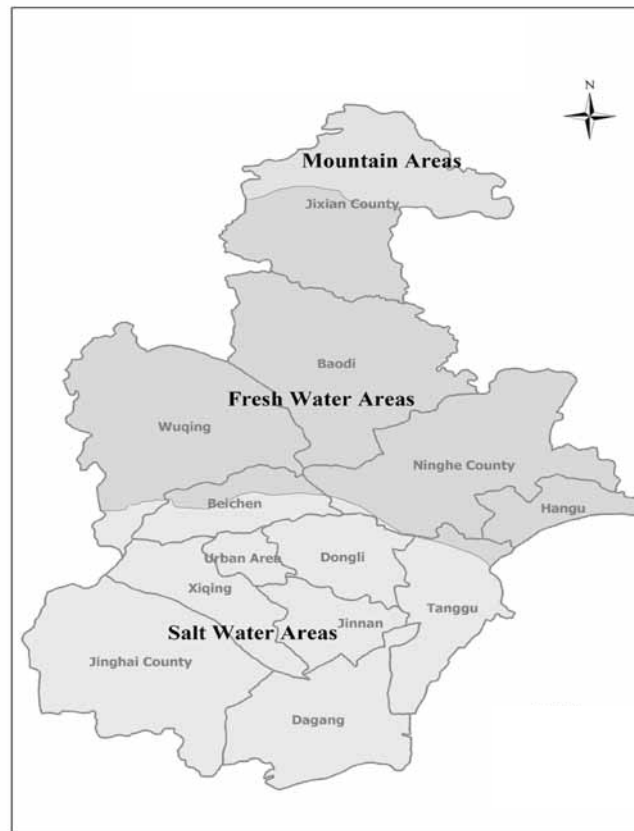 N
Mountain Areas
Jixian County
Baodi
Fresh Water Areas
Wuqing
Ninghe County
Beichen
Hangu
Urban Area
Dongli
Xiqing
Tanggu
Jinnan
Salt Water Areas
Jinghai County
Dagang